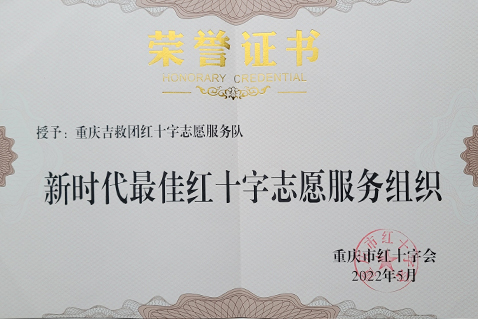 荣誉证书
HONORARY CREDENTIAL
授予：重庆吉救团红十字志愿服务队
新时代最佳红十字志愿服务组织
重庆市红十字会
2022年5月